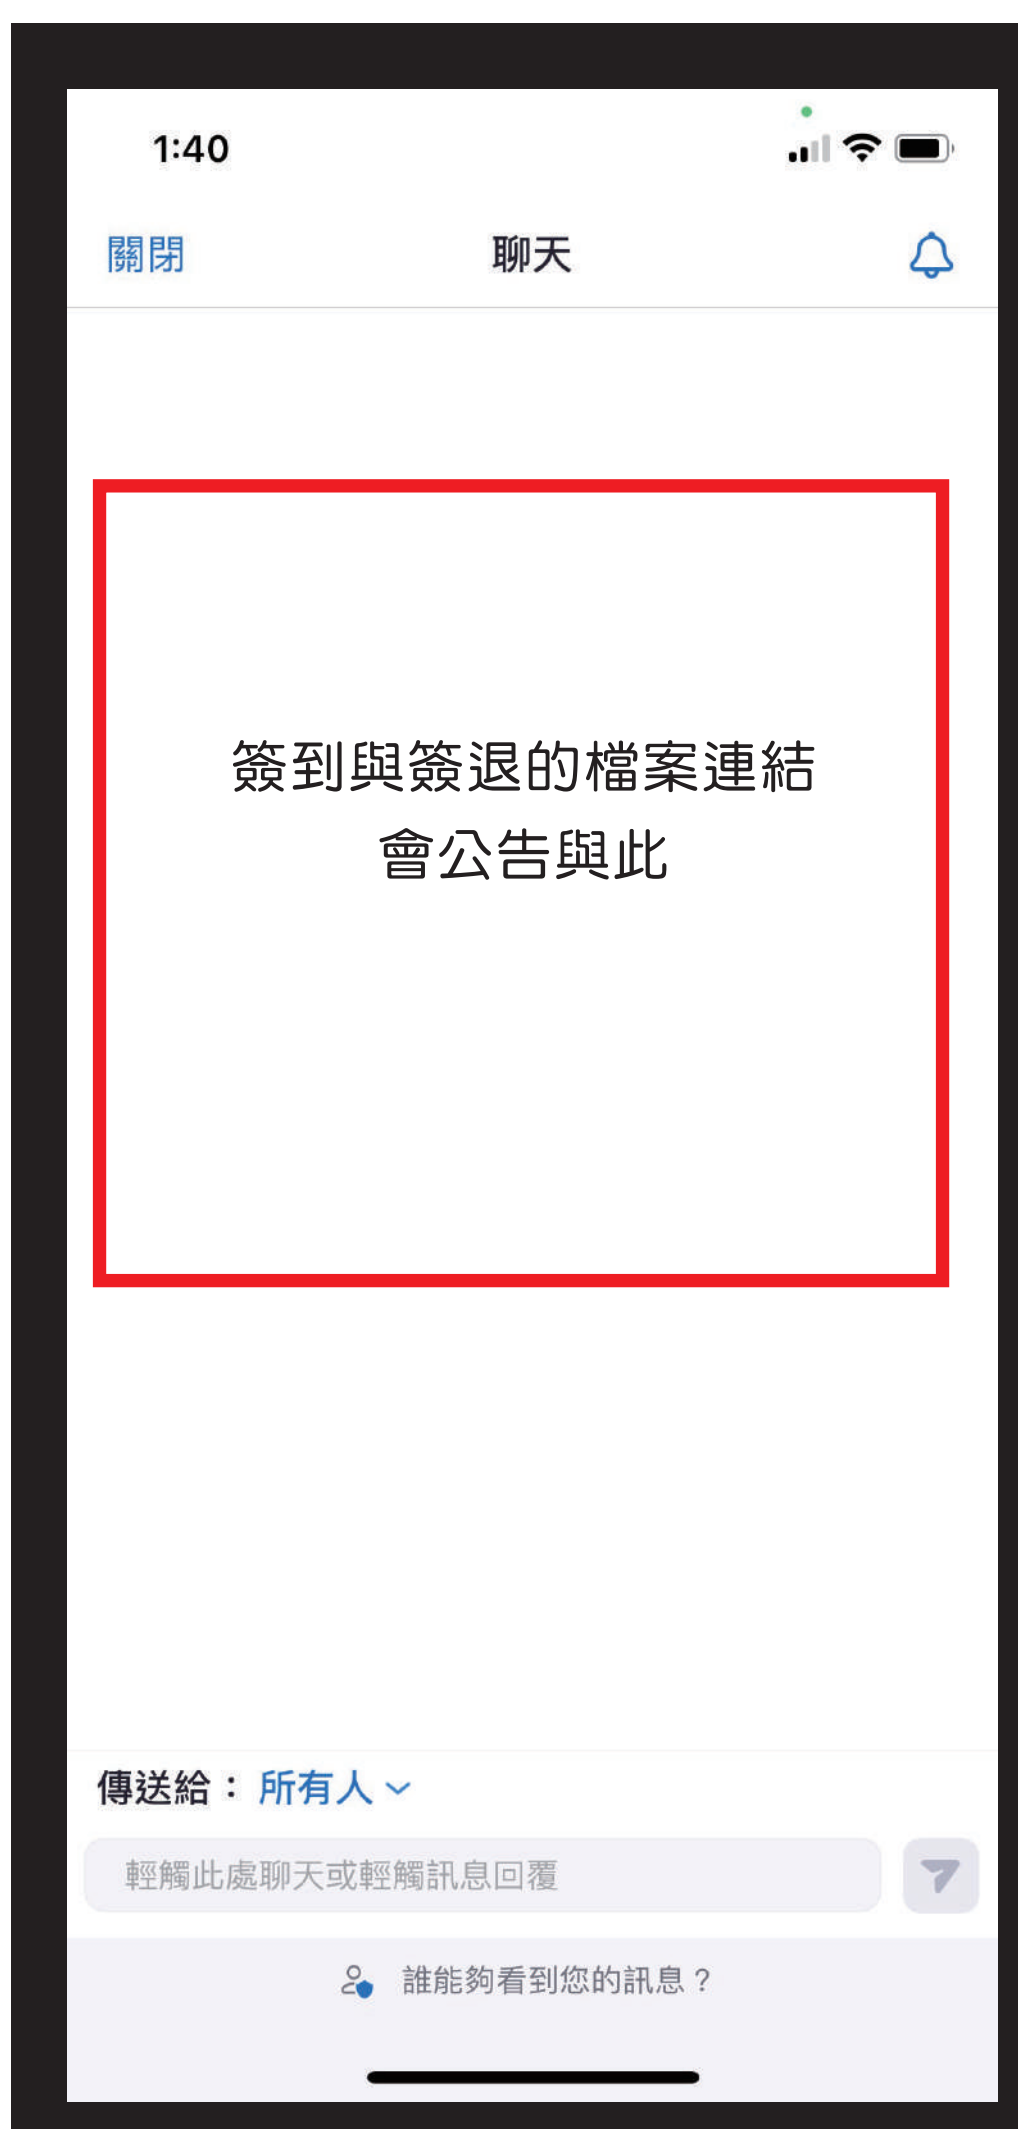 1:40
關閉 聊天
簽到與簽退的檔案連結
會公告與此
傳送給：所有人
輕觸此處聊天或輕觸訊息回覆
誰能夠看到您的訊息？